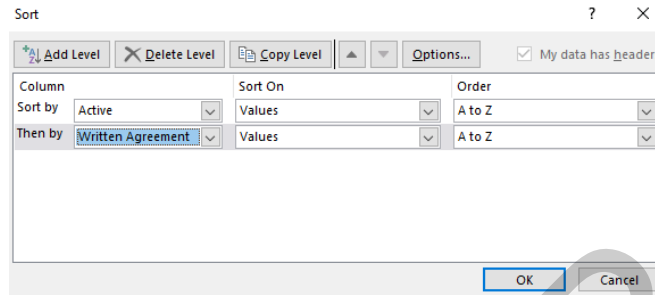 Sort ? ×
Add Level Delete Level Copy Level Options... My data has header
Column Sort On Order
Sort by Active Values A to Z
Then by Written Agreement Values A to Z
OK Cancel